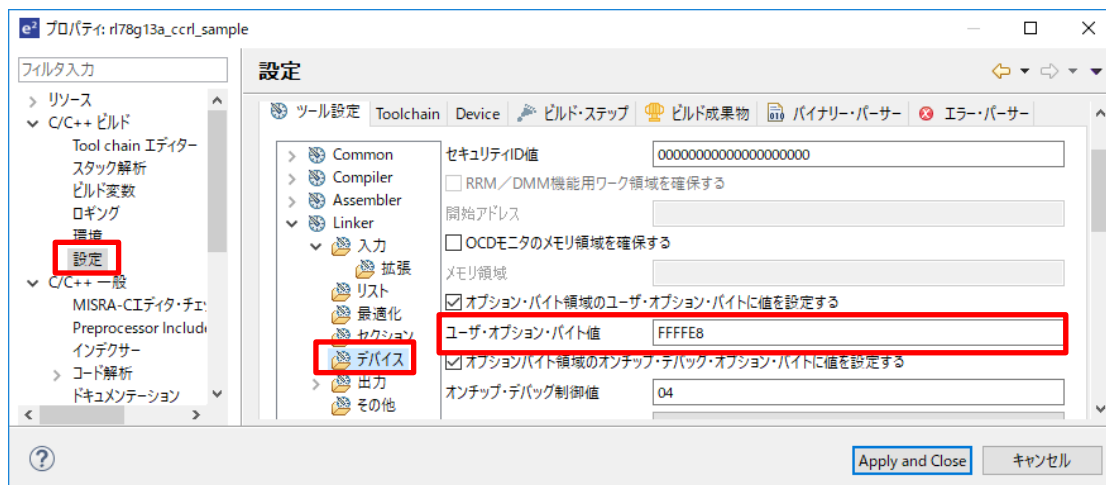 e² プロパティ: rl78g13a_ccrl_sample
フィルタ入力
リソース
C/C++ ビルド
Tool chain エディター
スタック解析
ビルド変数
ロギング
環境
設定
C/C++ 一般
MISRA-Cエディタ・チェ
Preprocessor Include
インデクサー
コード解析
ドキュメンテーション
設定
ツール設定 Toolchain Device ビルド・ステップ ビルド成果物 バイナリー・パーサー エラー・パーサー
Common
Compiler
Assembler
Linker
入力
拡張
リスト
最適化
セクション
デバイス
出力
その他
セキュリティID値 00000000000000000000
RRM／DMM機能用ワーク領域を確保する
開始アドレス
OCDモニタのメモリ領域を確保する
メモリ領域
オプション・バイト領域のユーザ・オプション・バイトに値を設定する
ユーザ・オプション・バイト値 FFFFE8
オプションバイト領域のオンチップ・デバック・オプション・バイトに値を設定する
オンチップ・デバッグ制御値 04
? Apply and Close キャンセル